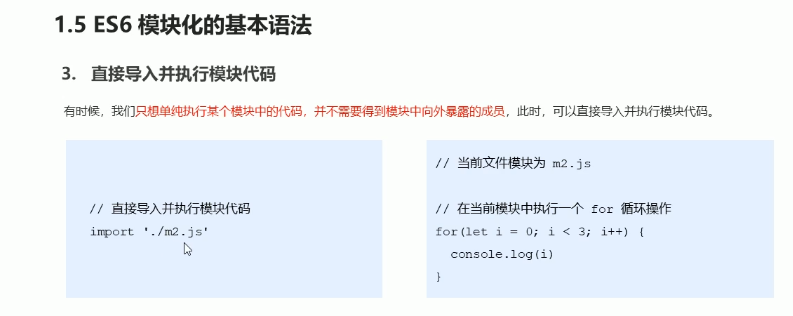 1.5 ES6 模块化的基本语法
3. 直接导入并执行模块代码
有时候，我们只想单纯执行某个模块中的代码，并不需要得到模块中向外暴露的成员，此时，可以直接导入并执行模块代码。
// 直接导入并执行模块代码
import './m2.js'
// 当前文件模块为 m2.js
// 在当前模块中执行一个 for 循环操作
for(let i = 0; i < 3; i++) {
  console.log(i)
}